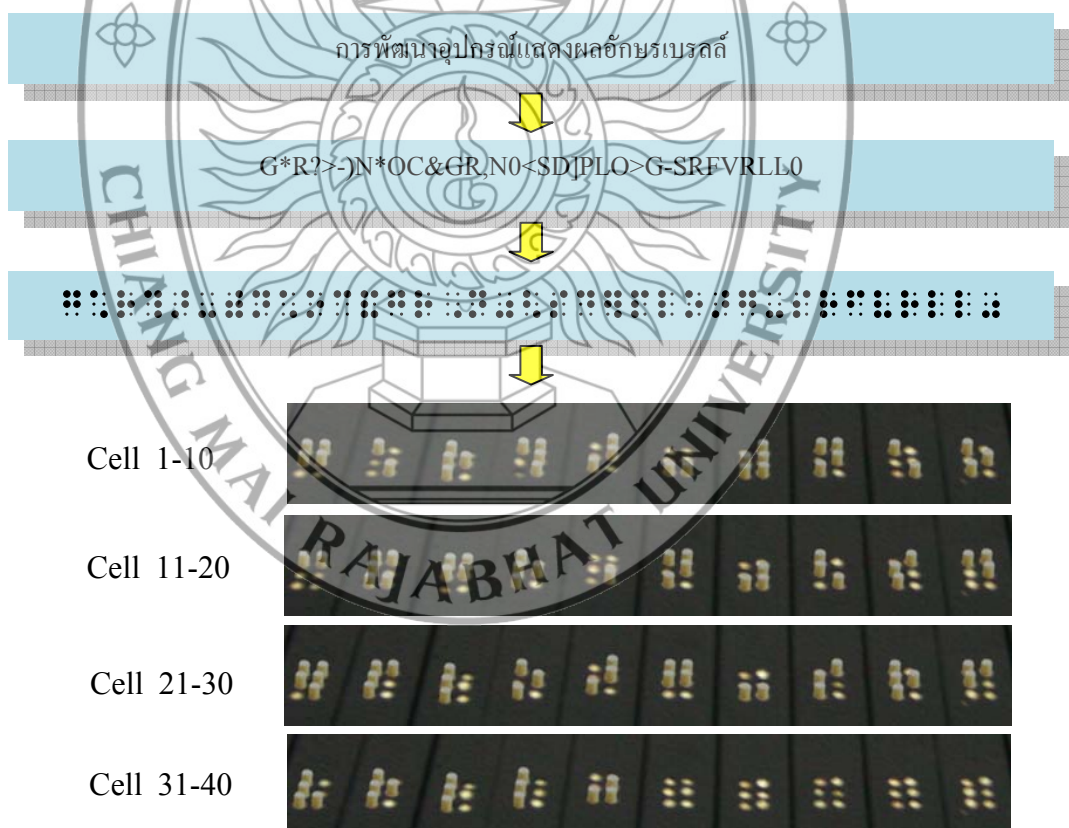 การพัฒนาอุปกรณ์แสดงผลอักษรเบรลล์
G*R?>-)N*OC&GR,N0<SD]PLO>G-SRFVRLL0
⠛⠡⠗⠹⠜⠤⠾⠝⠡⠕⠉⠯⠛⠗⠠⠝⠴⠣⠎⠙⠻⠏⠇⠕⠜⠛⠤⠎⠗⠋⠧⠗⠇⠇⠴
Cell 1-10
Cell 11-20
Cell 21-30
Cell 31-40
CHIANG MAI RAJABHAT UNIVERSITY